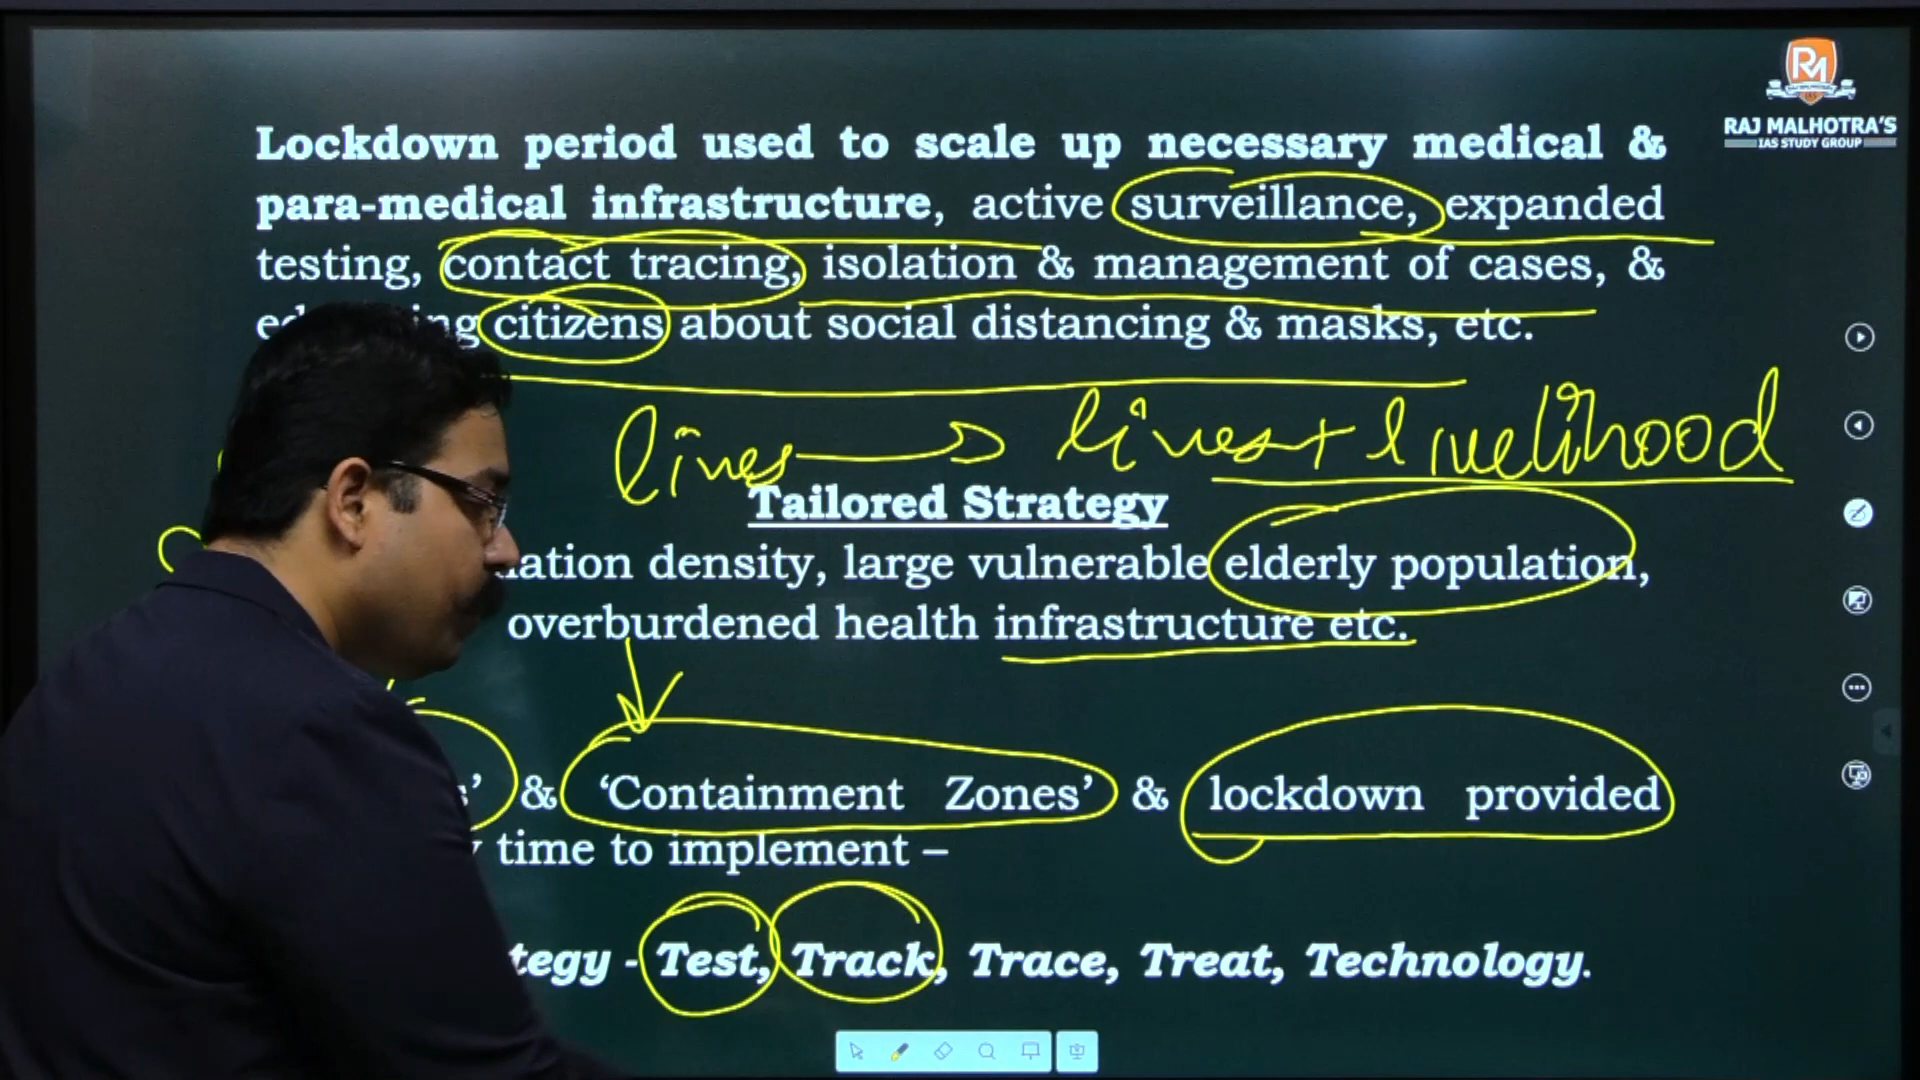 RAJ MALHOTRA'S
IAS STUDY GROUP
Lockdown period used to scale up necessary medical &
para-medical infrastructure, active surveillance, expanded
testing, contact tracing, isolation & management of cases, &
citizens about social distancing & masks, etc.
lives lives + livelihood
Tailored Strategy
density, large vulnerable elderly population,
overburdened health infrastructure etc.
& ‘Containment Zones’ & lockdown provided
time to implement –
- Test, Track, Trace, Treat, Technology.